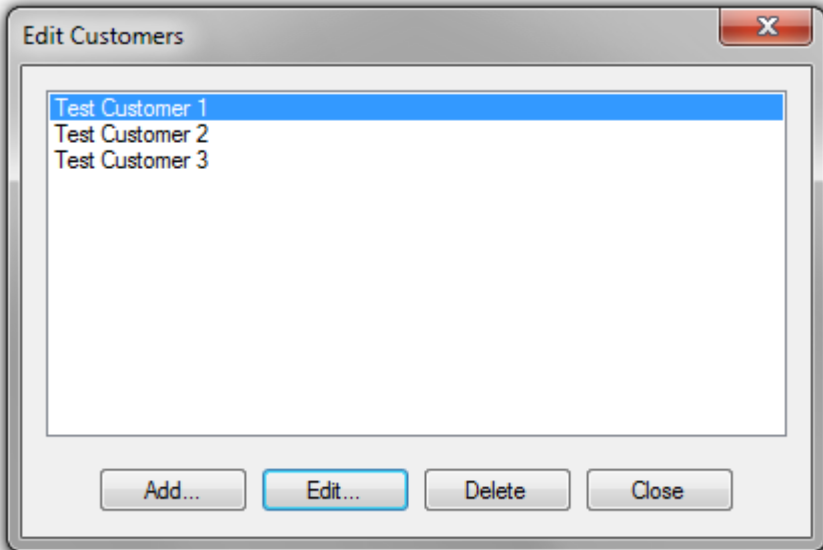 Edit Customers
Test Customer 1
Test Customer 2
Test Customer 3
Add... Edit... Delete Close